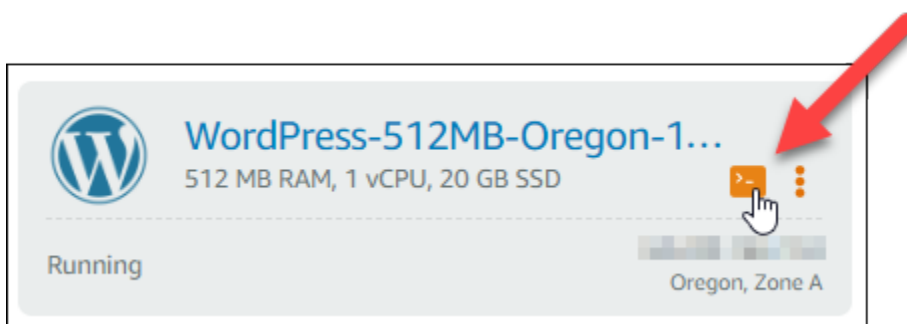 WordPress-512MB-Oregon-1...
512 MB RAM, 1 vCPU, 20 GB SSD
>_
Running
Oregon, Zone A